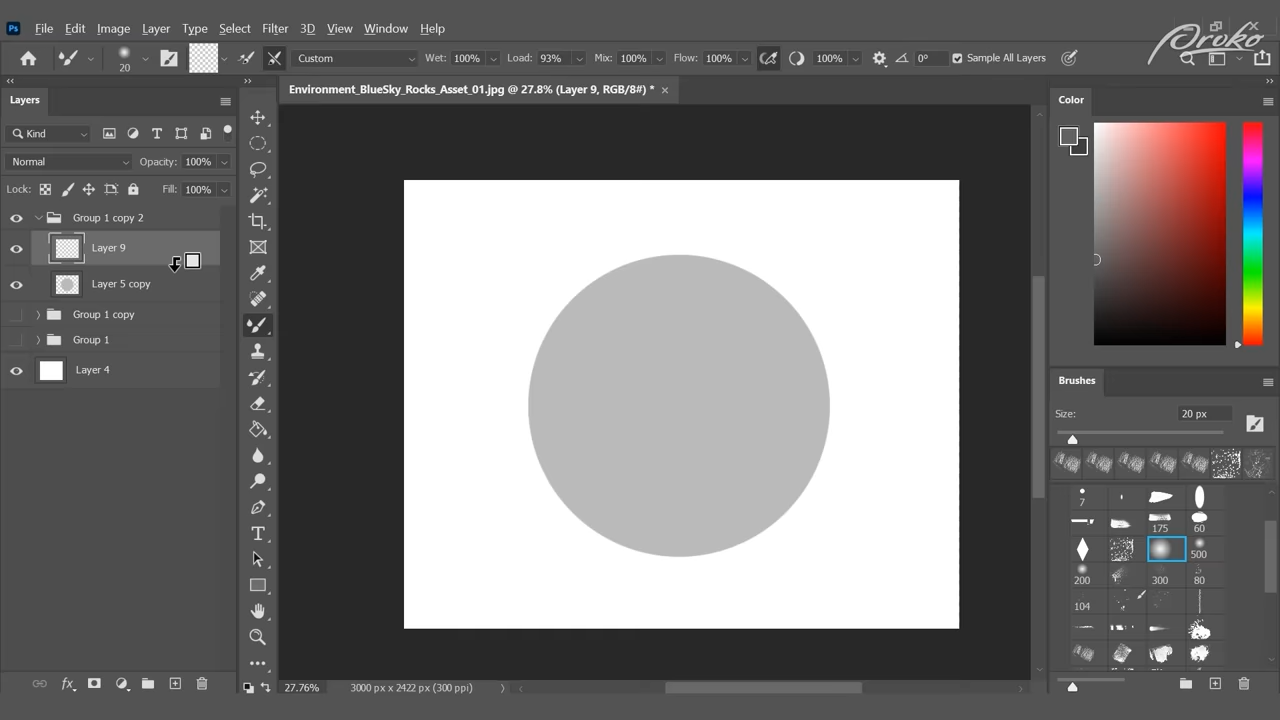 Ps File Edit Image Layer Type Select Filter 3D View Window Help
Proko
20 Custom Wet: 100% Load: 93% Mix: 100% Flow: 100% 100% 0° Sample All Layers
Layers
Environment_BlueSky_Rocks_Asset_01.jpg @ 27.8% (Layer 9, RGB/8#) *
Color
Kind
Normal Opacity: 100%
Lock: Fill: 100%
Group 1 copy 2
Layer 9
Layer 5 copy
Group 1 copy
Group 1
Layer 4
Brushes
Size: 20 px
7
175 60
500
200 300 80
104
fx
27.76% 3000 px x 2422 px (300 ppi)